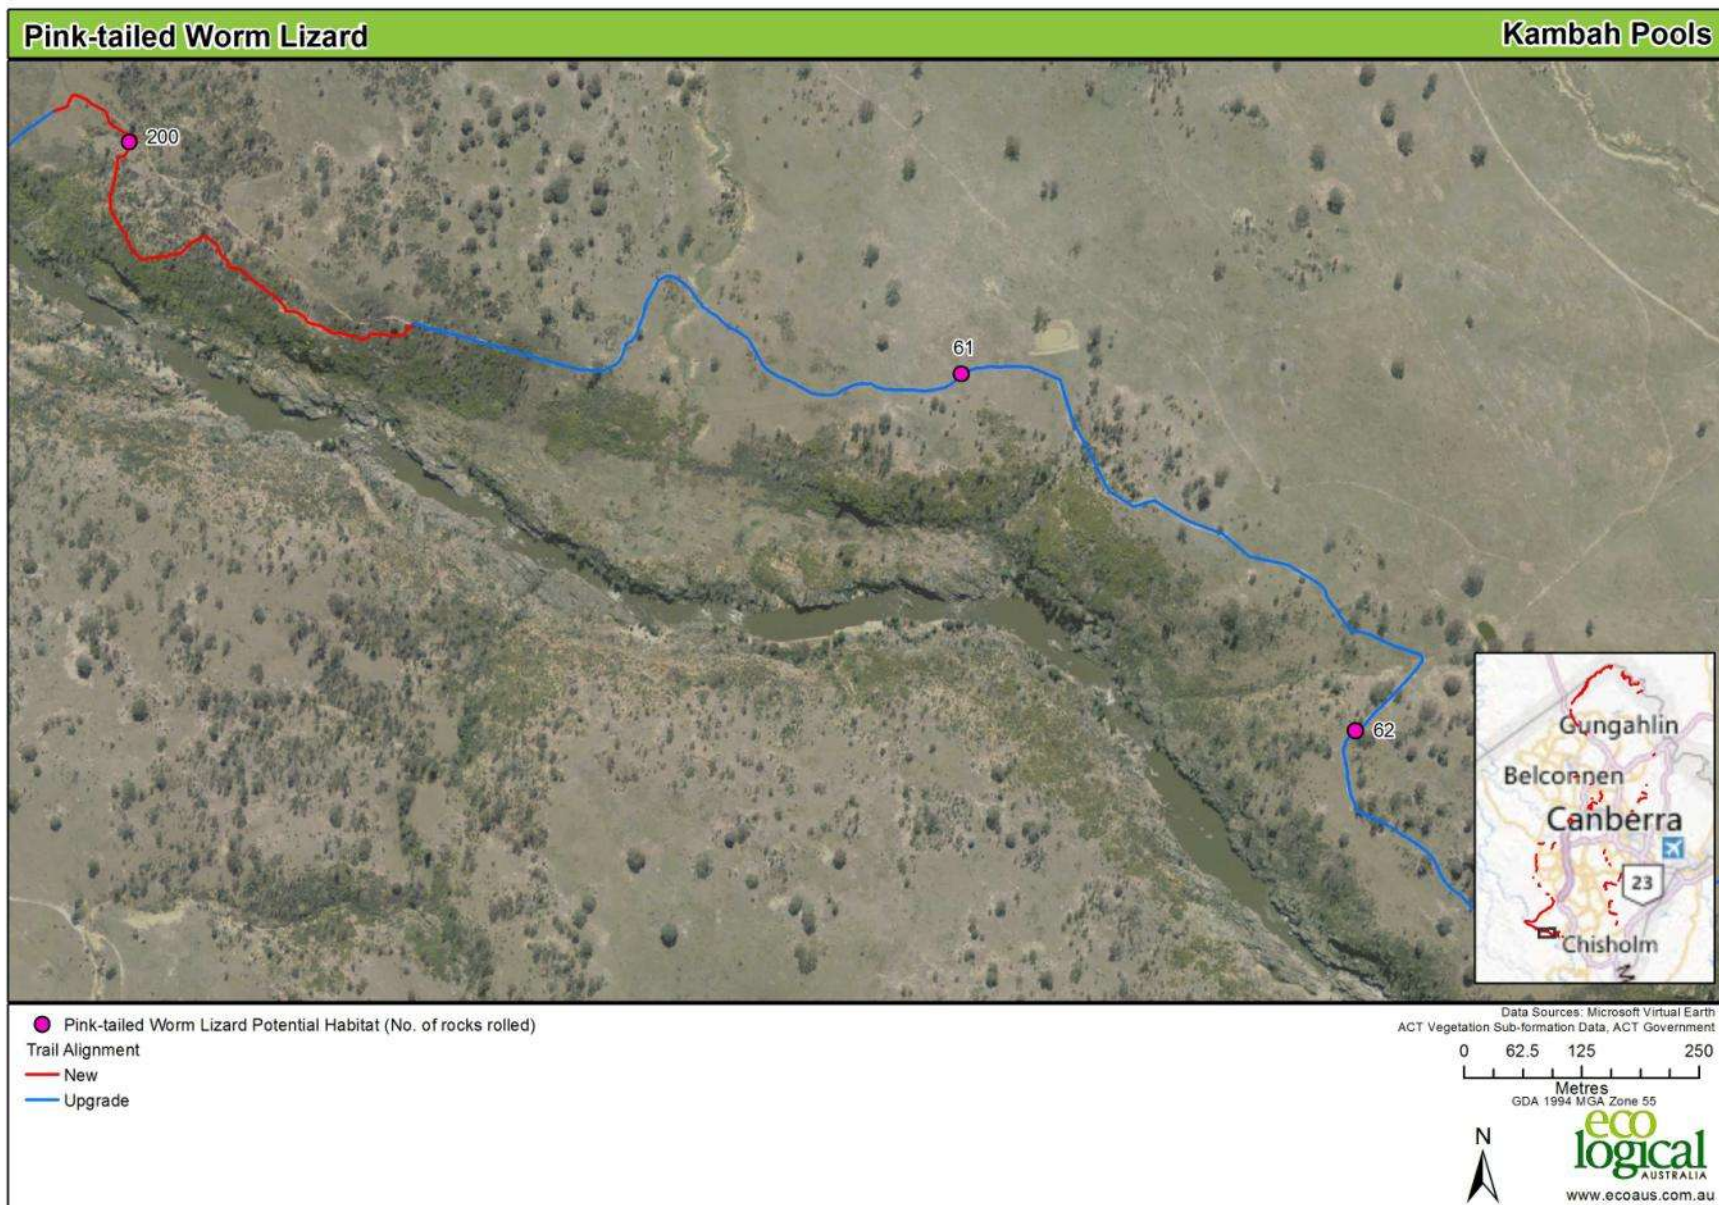 Pink-tailed Worm Lizard
Kambah Pools
200
61
62
Gungahlin
Belconnen
Canberra
23
Chisholm
Pink-tailed Worm Lizard Potential Habitat (No. of rocks rolled)
Trail Alignment
New
Upgrade
Data Sources: Microsoft Virtual Earth
ACT Vegetation Sub-formation Data, ACT Government
0 62.5 125 250
Metres
GDA 1994 MGA Zone 55
N
eco
logical
AUSTRALIA
www.ecoaus.com.au